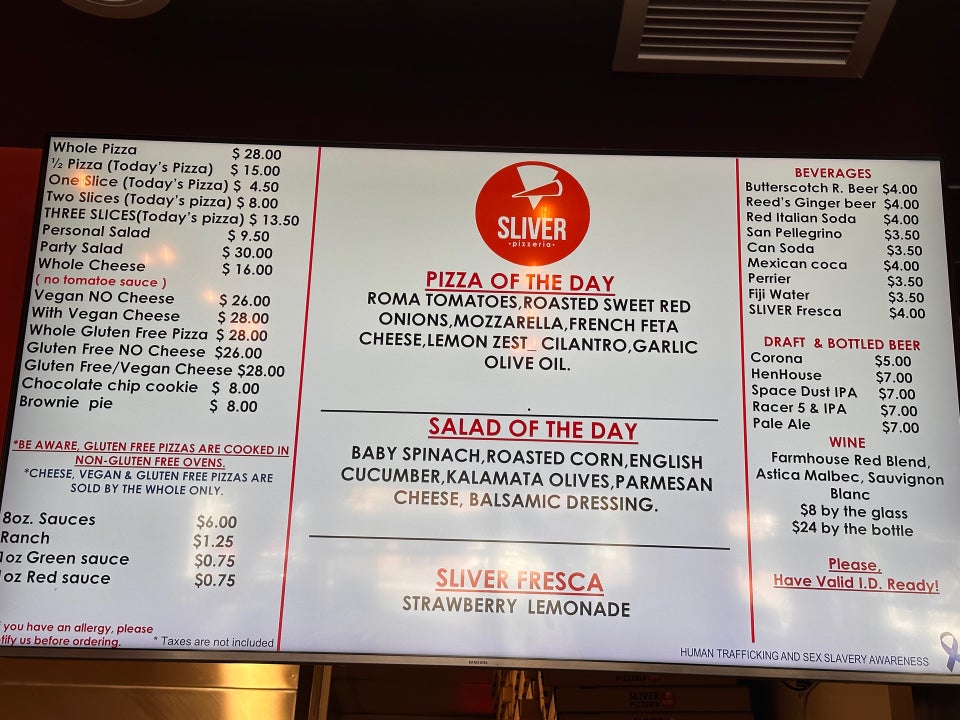 Whole Pizza $ 28.00
½ Pizza (Today's Pizza) $ 15.00
One Slice (Today's Pizza) $ 4.50
Two Slices (Today's pizza) $ 8.00
THREE SLICES(Today's pizza) $ 13.50
Personal Salad $ 9.50
Party Salad $ 30.00
Whole Cheese $ 16.00
( no tomatoe sauce )
Vegan NO Cheese $ 26.00
With Vegan Cheese $ 28.00
Whole Gluten Free Pizza $ 28.00
Gluten Free NO Cheese $26.00
Gluten Free/Vegan Cheese $28.00
Chocolate chip cookie $ 8.00
Brownie pie $ 8.00
*BE AWARE, GLUTEN FREE PIZZAS ARE COOKED IN
NON-GLUTEN FREE OVENS.
*CHEESE, VEGAN & GLUTEN FREE PIZZAS ARE
SOLD BY THE WHOLE ONLY.
8oz. Sauces $6.00
Ranch $1.25
1oz Green sauce $0.75
1oz Red sauce $0.75
you have an allergy, please
tify us before ordering.
* Taxes are not included
SLIVER
·pizzeria·
PIZZA OF THE DAY
ROMA TOMATOES,ROASTED SWEET RED
ONIONS,MOZZARELLA,FRENCH FETA
CHEESE,LEMON ZEST_ CILANTRO,GARLIC
OLIVE OIL.
.
SALAD OF THE DAY
BABY SPINACH,ROASTED CORN,ENGLISH
CUCUMBER,KALAMATA OLIVES,PARMESAN
CHEESE, BALSAMIC DRESSING.
SLIVER FRESCA
STRAWBERRY LEMONADE
BEVERAGES
Butterscotch R. Beer $4.00
Reed's Ginger beer $4.00
Red Italian Soda $4.00
San Pellegrino $3.50
Can Soda $3.50
Mexican coca $4.00
Perrier $3.50
Fiji Water $3.50
SLIVER Fresca $4.00
DRAFT & BOTTLED BEER
Corona $5.00
HenHouse $7.00
Space Dust IPA $7.00
Racer 5 & IPA $7.00
Pale Ale $7.00
WINE
Farmhouse Red Blend,
Astica Malbec, Sauvignon
Blanc
$8 by the glass
$24 by the bottle
Please,
Have Valid I.D. Ready!
HUMAN TRAFFICKING AND SEX SLAVERY AWARENESS
SAMSUNG
PIZZERIA
SLIVER
PIZZERIA